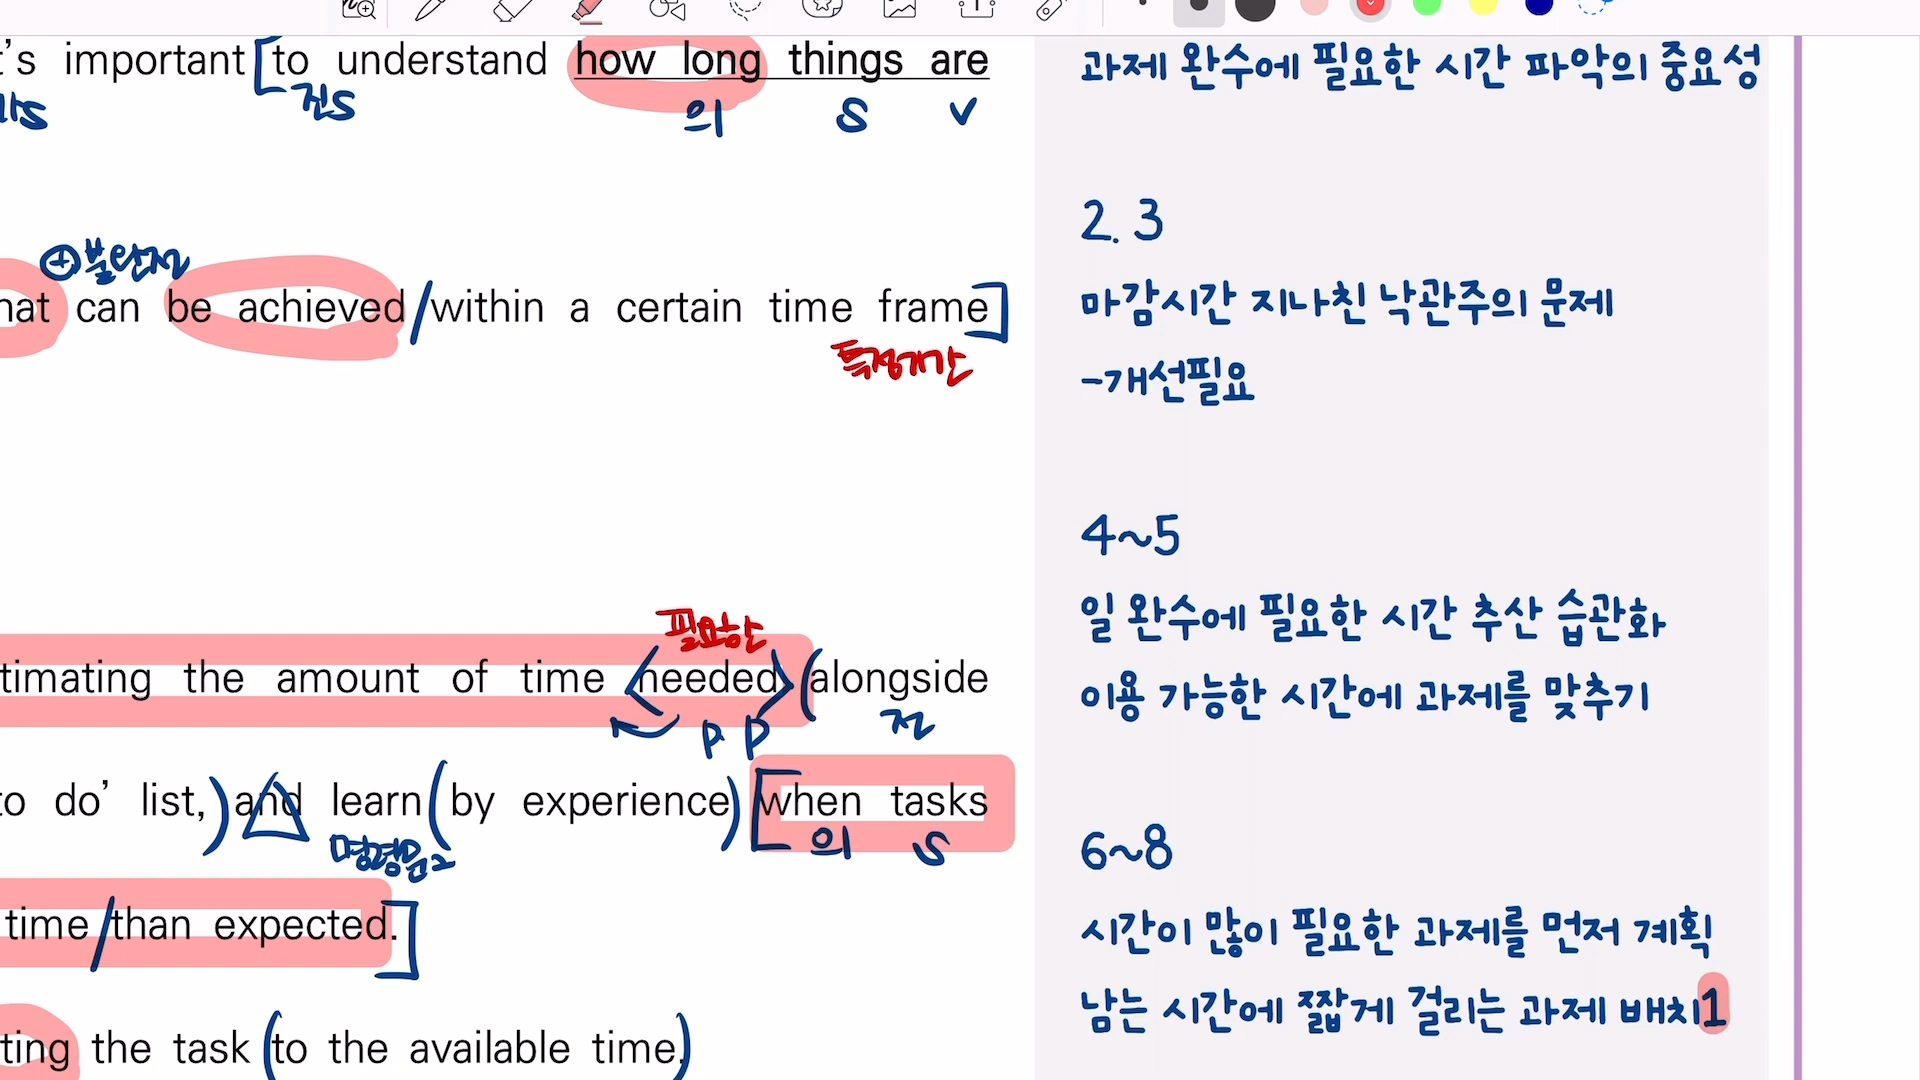 's important [to understand how long things are
진S 의 S V
⊕불완전
hat can be achieved / within a certain time frame]
특정기간
필요한
timating the amount of time <needed> (alongside
p.p 전
to do' list,) and learn (by experience) [when tasks
명령문2 의 S
time / than expected.]
ting the task (to the available time.)
과제 완수에 필요한 시간 파악의 중요성
2. 3
마감시간 지나친 낙관주의 문제
-개선필요
4~5
일 완수에 필요한 시간 추산 습관화
이용 가능한 시간에 과제를 맞추기
6~8
시간이 많이 필요한 과제를 먼저 계획
남는 시간에 짧게 걸리는 과제 배치1